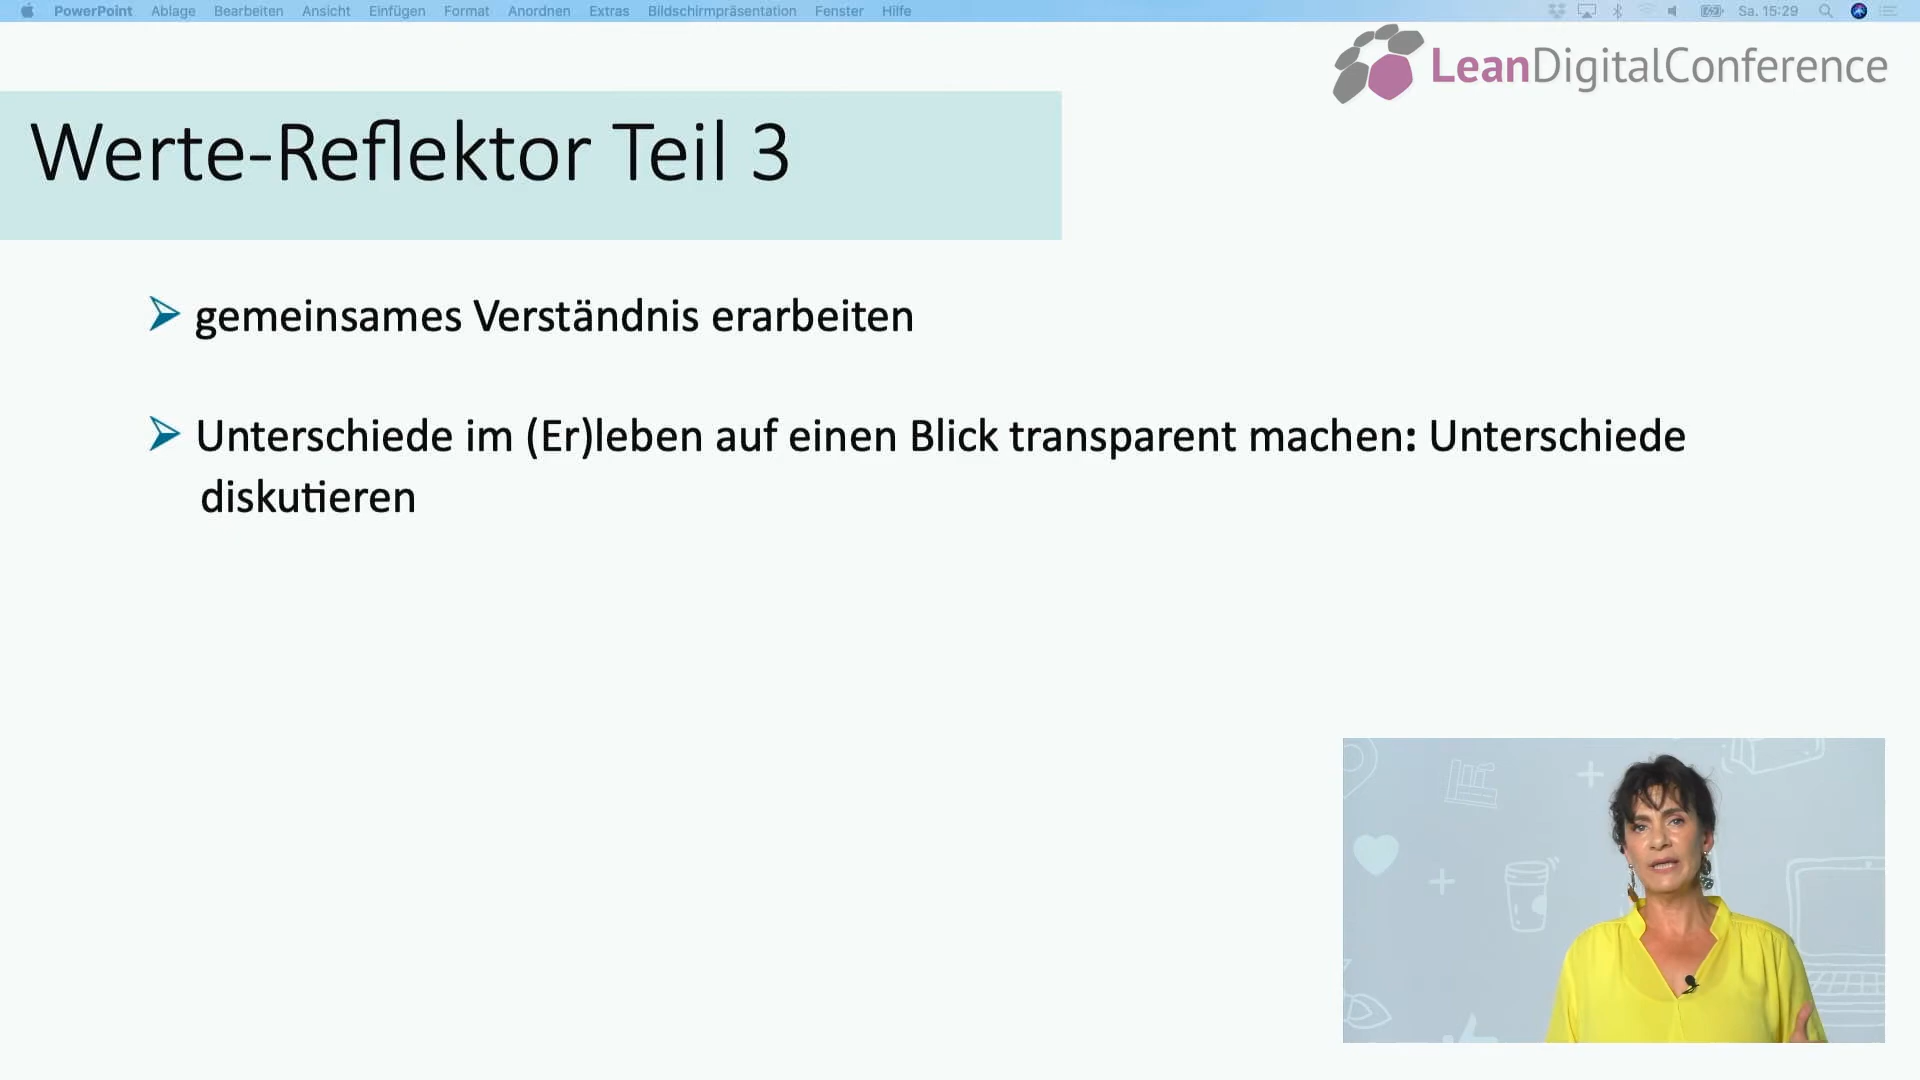 PowerPoint Ablage Bearbeiten Ansicht Einfügen Format Anordnen Extras Bildschirmpräsentation Fenster Hilfe Sa. 15:29
LeanDigitalConference
Werte-Reflektor Teil 3
gemeinsames Verständnis erarbeiten
Unterschiede im (Er)leben auf einen Blick transparent machen: Unterschiede
diskutieren